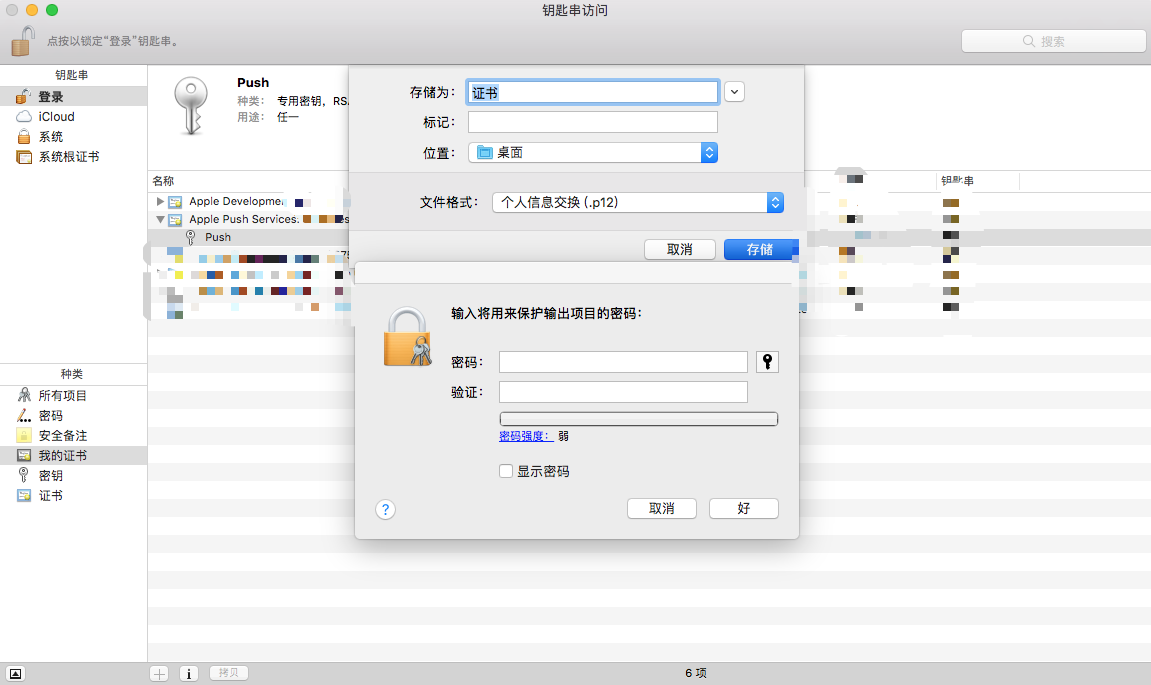 钥匙串访问
点按以锁定“登录”钥匙串。
搜索
钥匙串
登录
iCloud
系统
系统根证书
Push
种类: 专用密钥，RSA
用途: 任一
存储为:
证书
标记:
位置:
桌面
名称
钥匙串
Apple
Apple Push Services:
Push
文件格式:
个人信息交换 (.p12)
取消
存储
输入将用来保护输出项目的密码:
密码:
验证:
密码强度: 弱
显示密码
?
取消
好
种类
所有项目
密码
安全备注
我的证书
密钥
证书
拷贝
6 项